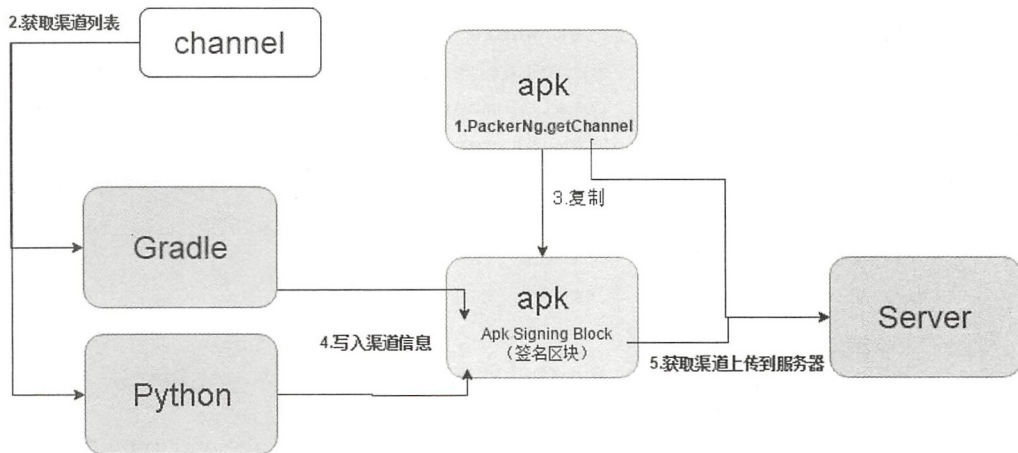 2.获取渠道列表
channel
apk
1.PackerNg.getChannel
3.复制
Gradle
apk
Apk Signing Block
（签名区块）
Server
4.写入渠道信息
5.获取渠道上传到服务器
Python